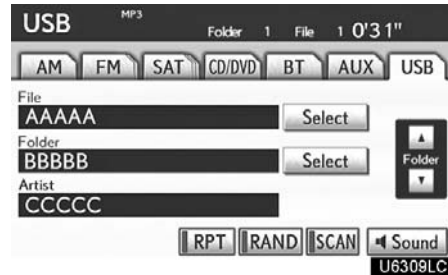 USB MP3 Folder 1 File 1 0'31"
AM FM SAT CD/DVD BT AUX USB
File
AAAAA Select
Folder
BBBBB Select
Folder
Artist
CCCCC
RPT RAND SCAN Sound
U6309LC